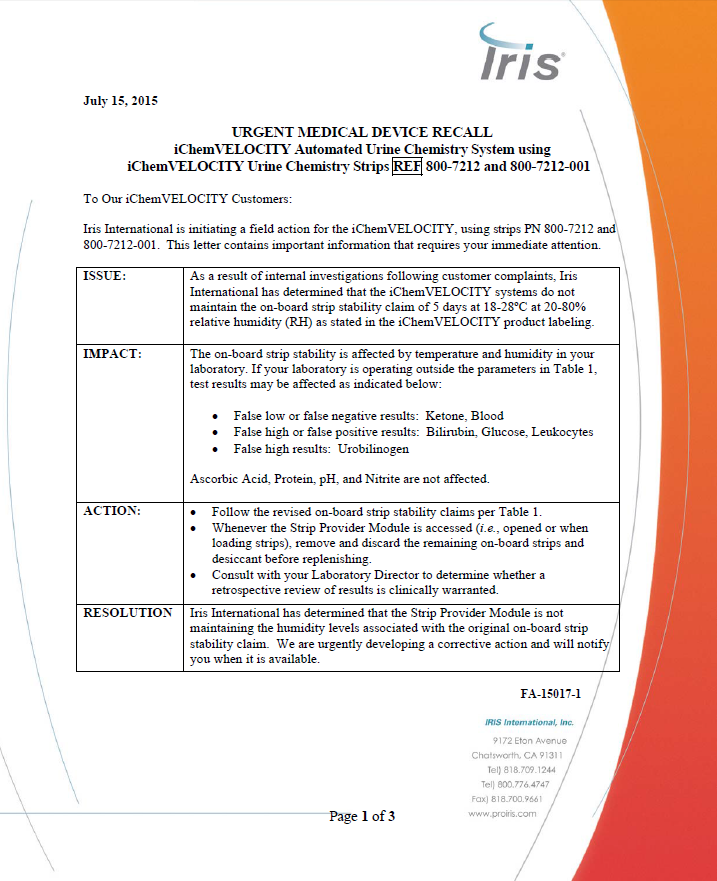 Iris®
July 15, 2015
URGENT MEDICAL DEVICE RECALL
iChemVELOCITY Automated Urine Chemistry System using
iChemVELOCITY Urine Chemistry Strips REF 800-7212 and 800-7212-001
To Our iChemVELOCITY Customers:
Iris International is initiating a field action for the iChemVELOCITY, using strips PN 800-7212 and
800-7212-001. This letter contains important information that requires your immediate attention.
ISSUE:
As a result of internal investigations following customer complaints, Iris
International has determined that the iChemVELOCITY systems do not
maintain the on-board strip stability claim of 5 days at 18-28°C at 20-80%
relative humidity (RH) as stated in the iChemVELOCITY product labeling.
IMPACT:
The on-board strip stability is affected by temperature and humidity in your
laboratory. If your laboratory is operating outside the parameters in Table 1,
test results may be affected as indicated below:
• False low or false negative results: Ketone, Blood
• False high or false positive results: Bilirubin, Glucose, Leukocytes
• False high results: Urobilinogen
Ascorbic Acid, Protein, pH, and Nitrite are not affected.
ACTION:
• Follow the revised on-board strip stability claims per Table 1.
• Whenever the Strip Provider Module is accessed (i.e., opened or when
loading strips), remove and discard the remaining on-board strips and
desiccant before replenishing.
• Consult with your Laboratory Director to determine whether a
retrospective review of results is clinically warranted.
RESOLUTION
Iris International has determined that the Strip Provider Module is not
maintaining the humidity levels associated with the original on-board strip
stability claim. We are urgently developing a corrective action and will notify
you when it is available.
FA-15017-1
IRIS International, Inc.
9172 Eton Avenue
Chatsworth, CA 91311
Tel) 818.709.1244
Tel) 800.776.4747
Fax) 818.700.9661
www.proiris.com
Page 1 of 3